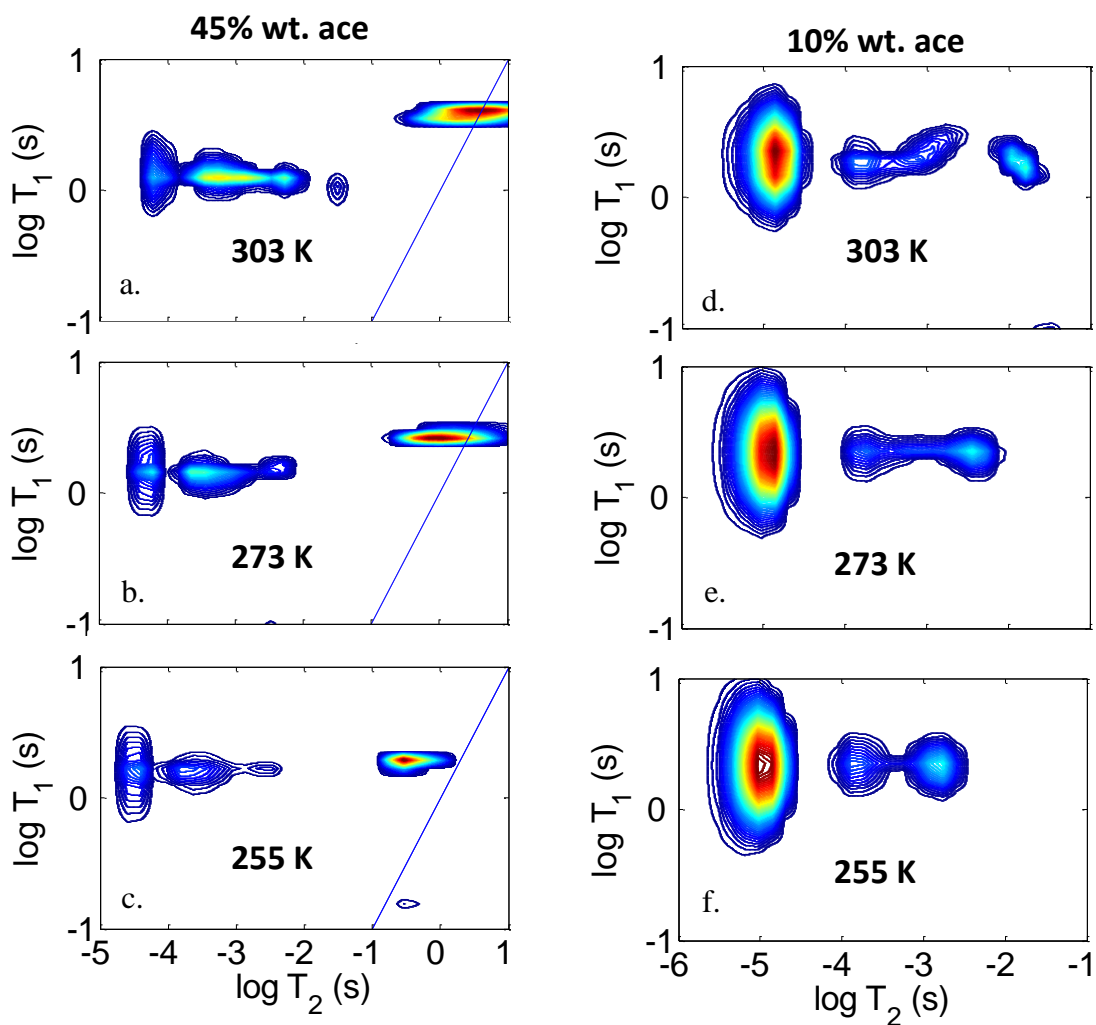 45% wt. ace
1
0
-1
log T1 (s)
303 K
a.
1
0
-1
log T1 (s)
273 K
b.
1
0
-1
log T1 (s)
255 K
c.
-5 -4 -3 -2 -1 0 1
log T2 (s)
10% wt. ace
1
0
-1
log T1 (s)
303 K
d.
1
0
-1
log T1 (s)
273 K
e.
1
0
-1
log T1 (s)
255 K
f.
-6 -5 -4 -3 -2 -1
log T2 (s)